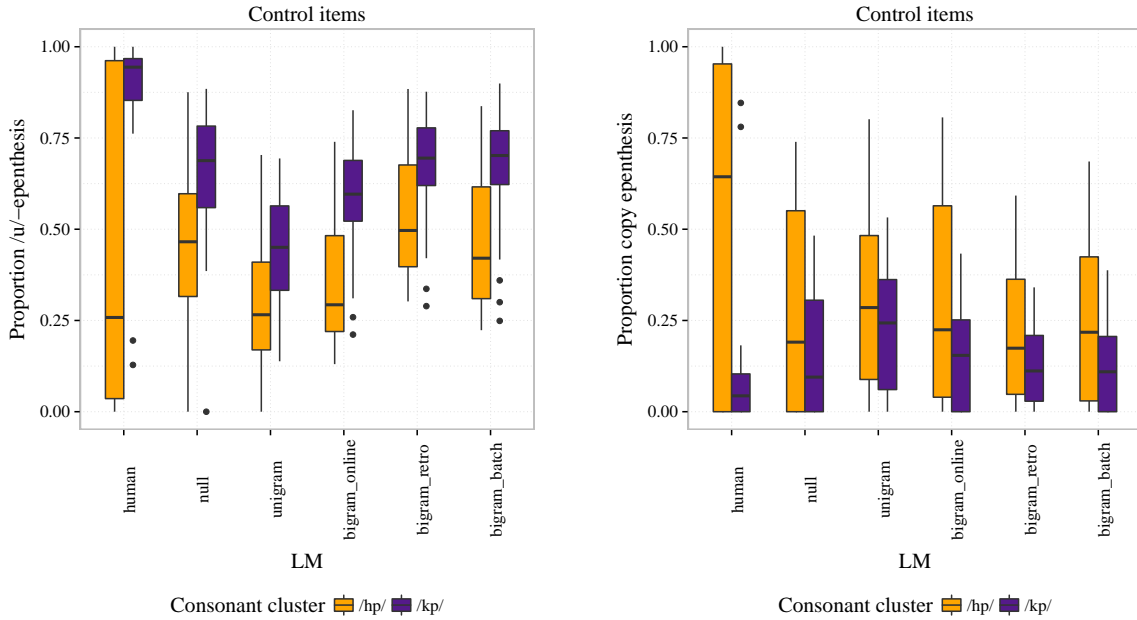 Control items
Proportion /u/-epenthesis
1.00
0.75
0.50
0.25
0.00
human
null
unigram
bigram_online
bigram_retro
bigram_batch
LM
Consonant cluster /hp/ /kp/
Control items
Proportion copy epenthesis
1.00
0.75
0.50
0.25
0.00
human
null
unigram
bigram_online
bigram_retro
bigram_batch
LM
Consonant cluster /hp/ /kp/